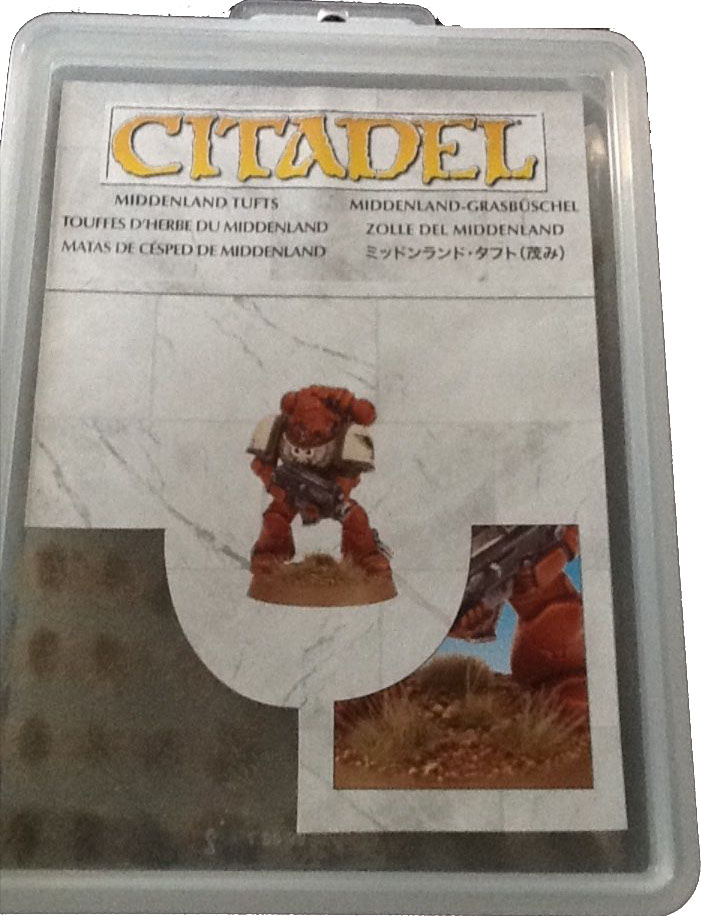 CITADEL
MIDDENLAND TUFTS
TOUFFES D'HERBE DU MIDDENLAND
MATAS DE CÉSPED DE MIDDENLAND
MIDDENLAND-GRASBÜSCHEL
ZOLLE DEL MIDDENLAND
ミッドンランド・タフト(茂み)